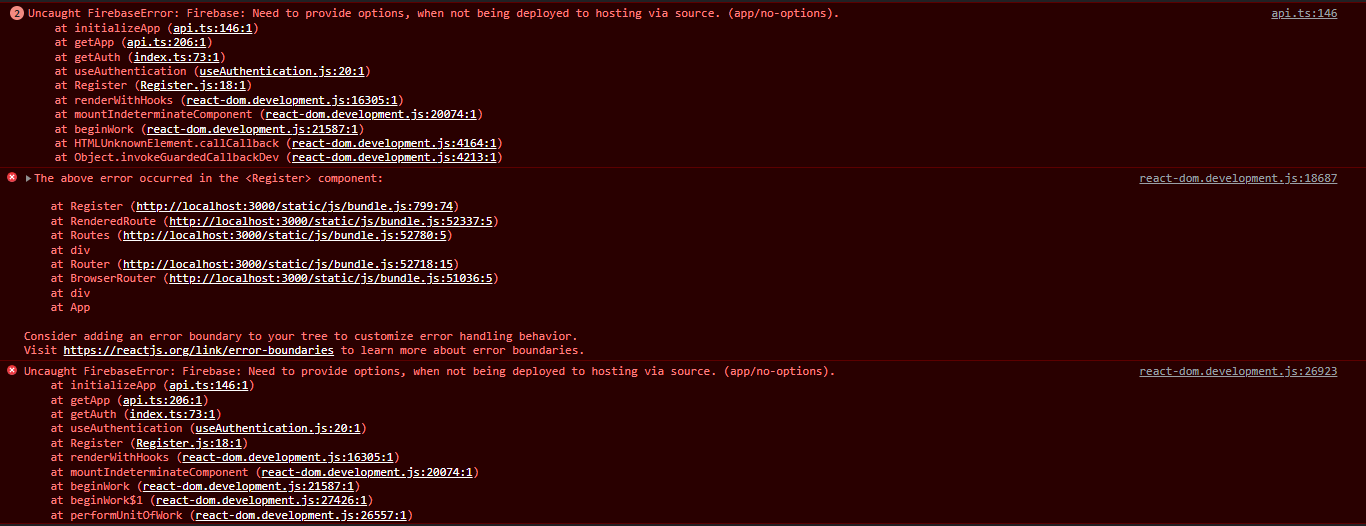 2 Uncaught FirebaseError: Firebase: Need to provide options, when not being deployed to hosting via source. (app/no-options). api.ts:146
at initializeApp (api.ts:146:1)
at getApp (api.ts:206:1)
at getAuth (index.ts:73:1)
at useAuthentication (useAuthentication.js:20:1)
at Register (Register.js:18:1)
at renderWithHooks (react-dom.development.js:16305:1)
at mountIndeterminateComponent (react-dom.development.js:20074:1)
at beginWork (react-dom.development.js:21587:1)
at HTMLUnknownElement.callCallback (react-dom.development.js:4164:1)
at Object.invokeGuardedCallbackDev (react-dom.development.js:4213:1)
The above error occurred in the <Register> component: react-dom.development.js:18687
at Register (http://localhost:3000/static/js/bundle.js:799:74)
at RenderedRoute (http://localhost:3000/static/js/bundle.js:52337:5)
at Routes (http://localhost:3000/static/js/bundle.js:52780:5)
at div
at Router (http://localhost:3000/static/js/bundle.js:52718:15)
at BrowserRouter (http://localhost:3000/static/js/bundle.js:51036:5)
at div
at App
Consider adding an error boundary to your tree to customize error handling behavior.
Visit https://reactjs.org/link/error-boundaries to learn more about error boundaries.
Uncaught FirebaseError: Firebase: Need to provide options, when not being deployed to hosting via source. (app/no-options). react-dom.development.js:26923
at initializeApp (api.ts:146:1)
at getApp (api.ts:206:1)
at getAuth (index.ts:73:1)
at useAuthentication (useAuthentication.js:20:1)
at Register (Register.js:18:1)
at renderWithHooks (react-dom.development.js:16305:1)
at mountIndeterminateComponent (react-dom.development.js:20074:1)
at beginWork (react-dom.development.js:21587:1)
at beginWork$1 (react-dom.development.js:27426:1)
at performUnitOfWork (react-dom.development.js:26557:1)